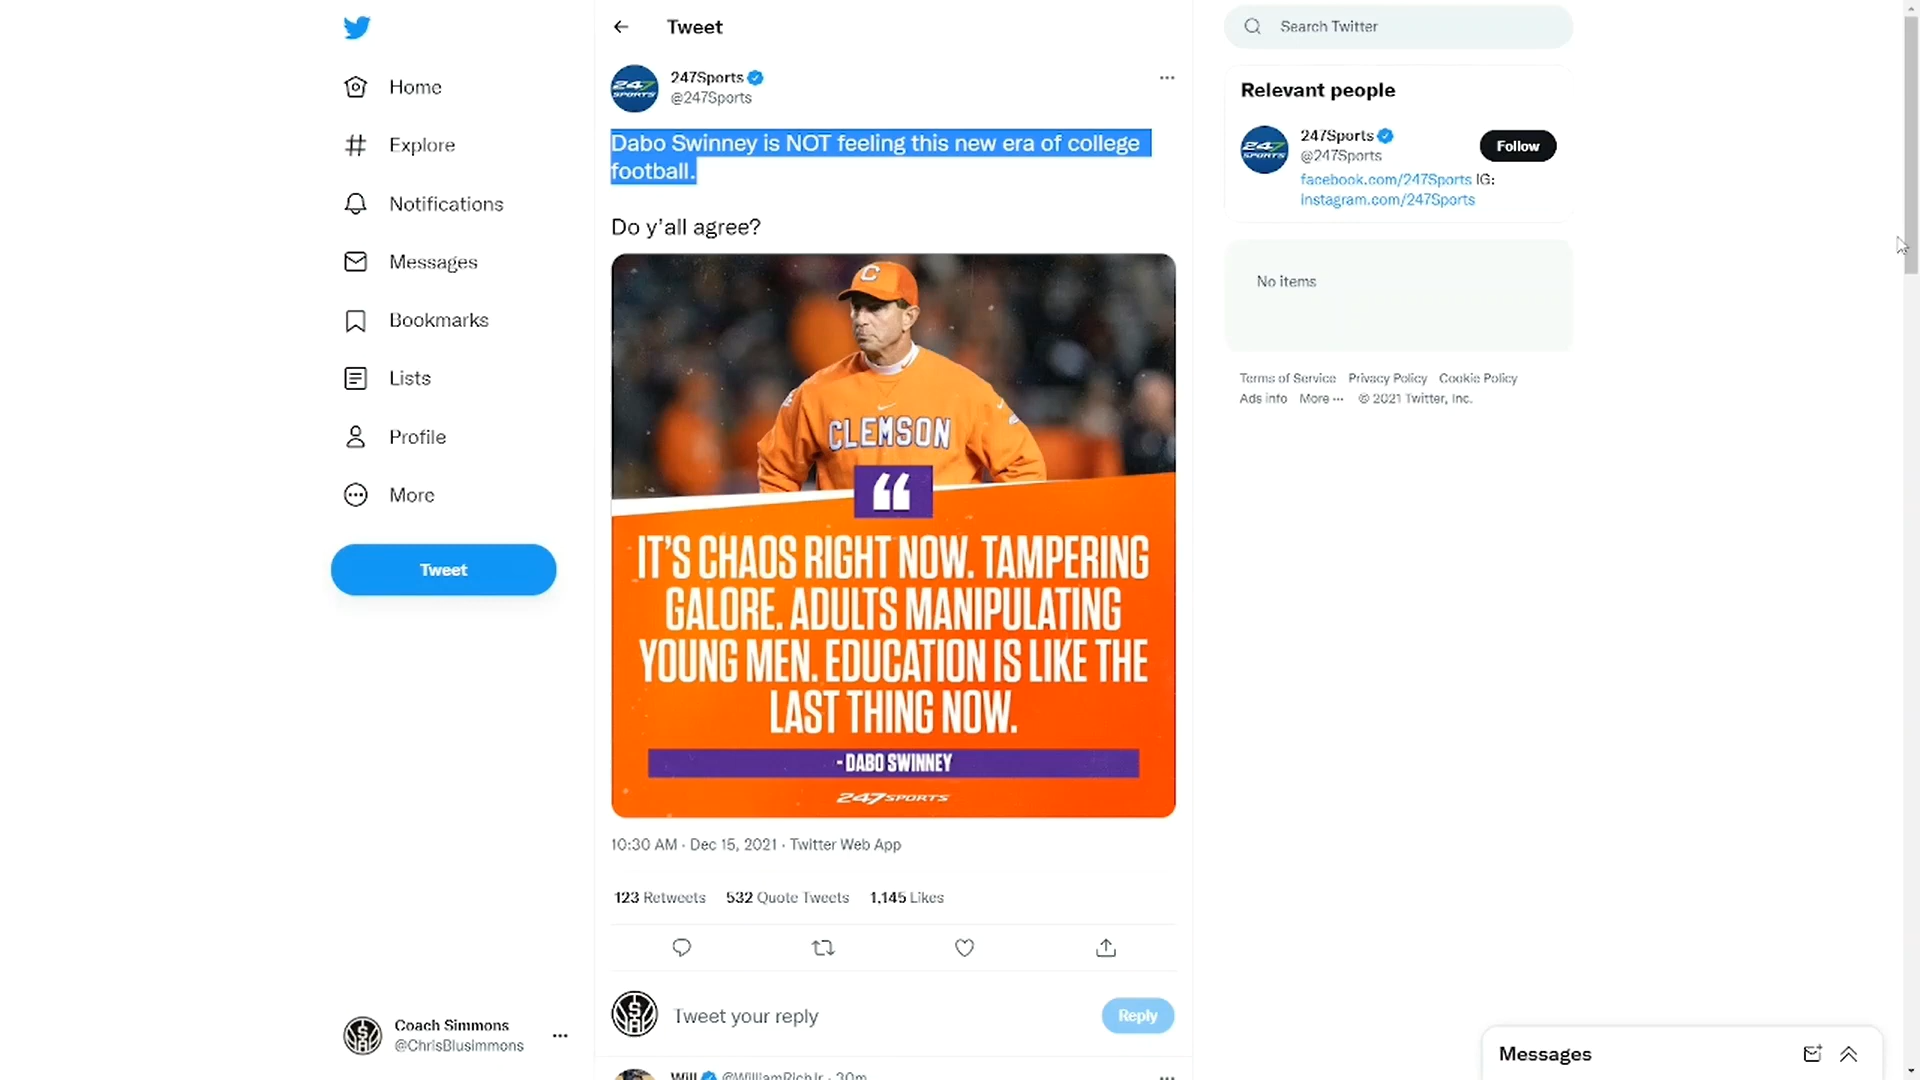 Tweet
Search Twitter
247Sports
@247Sports
Home
Explore
Notifications
Messages
Bookmarks
Lists
Profile
More
Tweet
Dabo Swinney is NOT feeling this new era of college
football.
Do y’all agree?
C
CLEMSON
“
IT'S CHAOS RIGHT NOW. TAMPERING
GALORE. ADULTS MANIPULATING
YOUNG MEN. EDUCATION IS LIKE THE
LAST THING NOW.
- DABO SWINNEY
247SPORTS
10:30 AM · Dec 15, 2021 · Twitter Web App
123 Retweets 532 Quote Tweets 1,145 Likes
Tweet your reply
Reply
Will @WilliamRichJr · 30m
Coach Simmons
@ChrisBlusimmons
Relevant people
247Sports
@247Sports
Follow
facebook.com/247Sports IG:
instagram.com/247Sports
No items
Terms of Service Privacy Policy Cookie Policy
Ads info More ··· © 2021 Twitter, Inc.
Messages